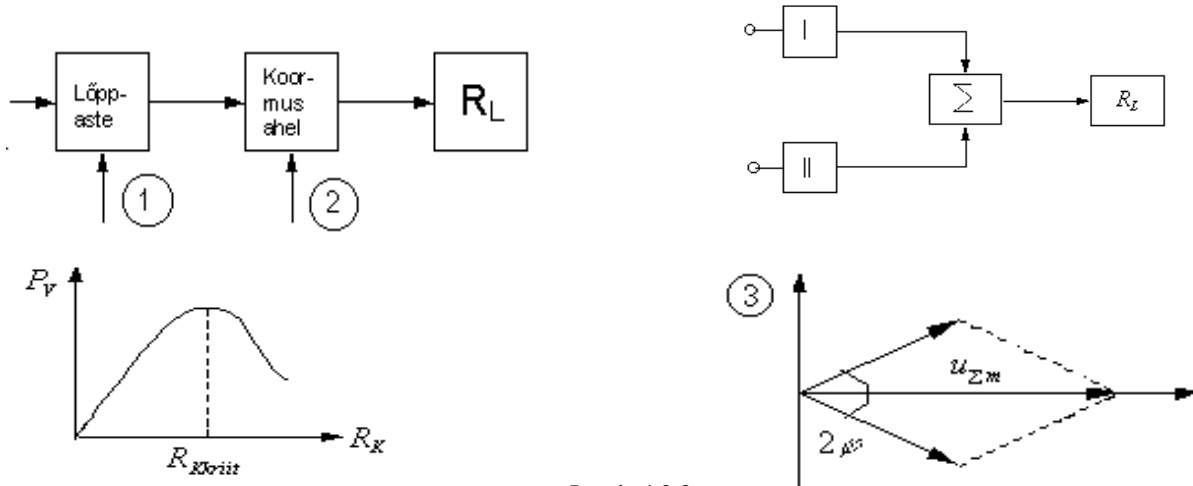 Lõpp-
aste
Koor-
mus
ahel
R_L
1
2
I
II
Σ
R_L
P_V
R_K
R_Kkriit
3
u_Σm
2φ